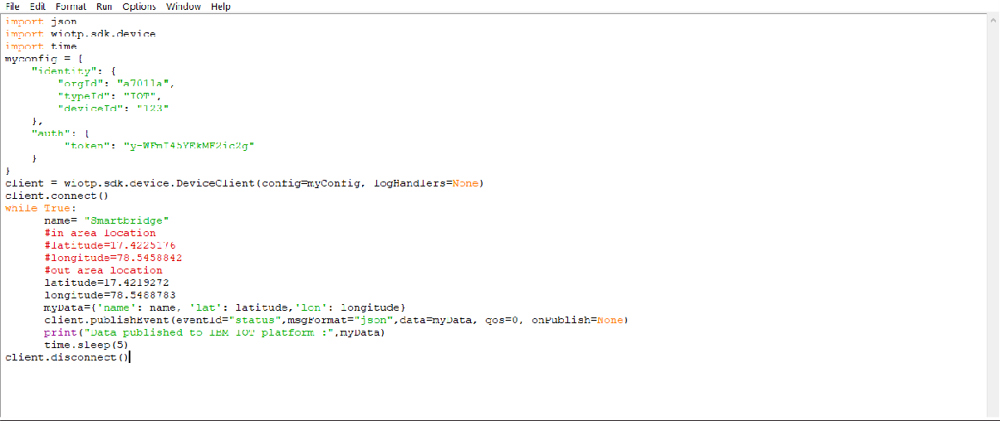 File Edit Format Run Options Window Help
import json
import wiotp.sdk.device
import time
myconfig = {
    "identity": {
        "orgId": "a701la",
        "typeId": "IOT",
        "deviceId": "123"
    },
    "auth": {
         "token":
    }
}
client = wiotp.sdk.device.DeviceClient(config=myConfig, logHandlers=None)
client.connect()
while True:
      name= "Smartbridge"
      #in area location
      #latitude=17.4225176
      #longitude=78.5458842
      #out area location
      latitude=17.4219272
      longitude=78.5488783
      myData={'name': name, 'lat': latitude,'lon': longitude}
      client.publishEvent(eventId="status",msgFormat="json",data=myData, qos=0, onPublish=None)
      print("Data published to IBM IOT platform :",myData)
      time.sleep(5)
client.disconnect()